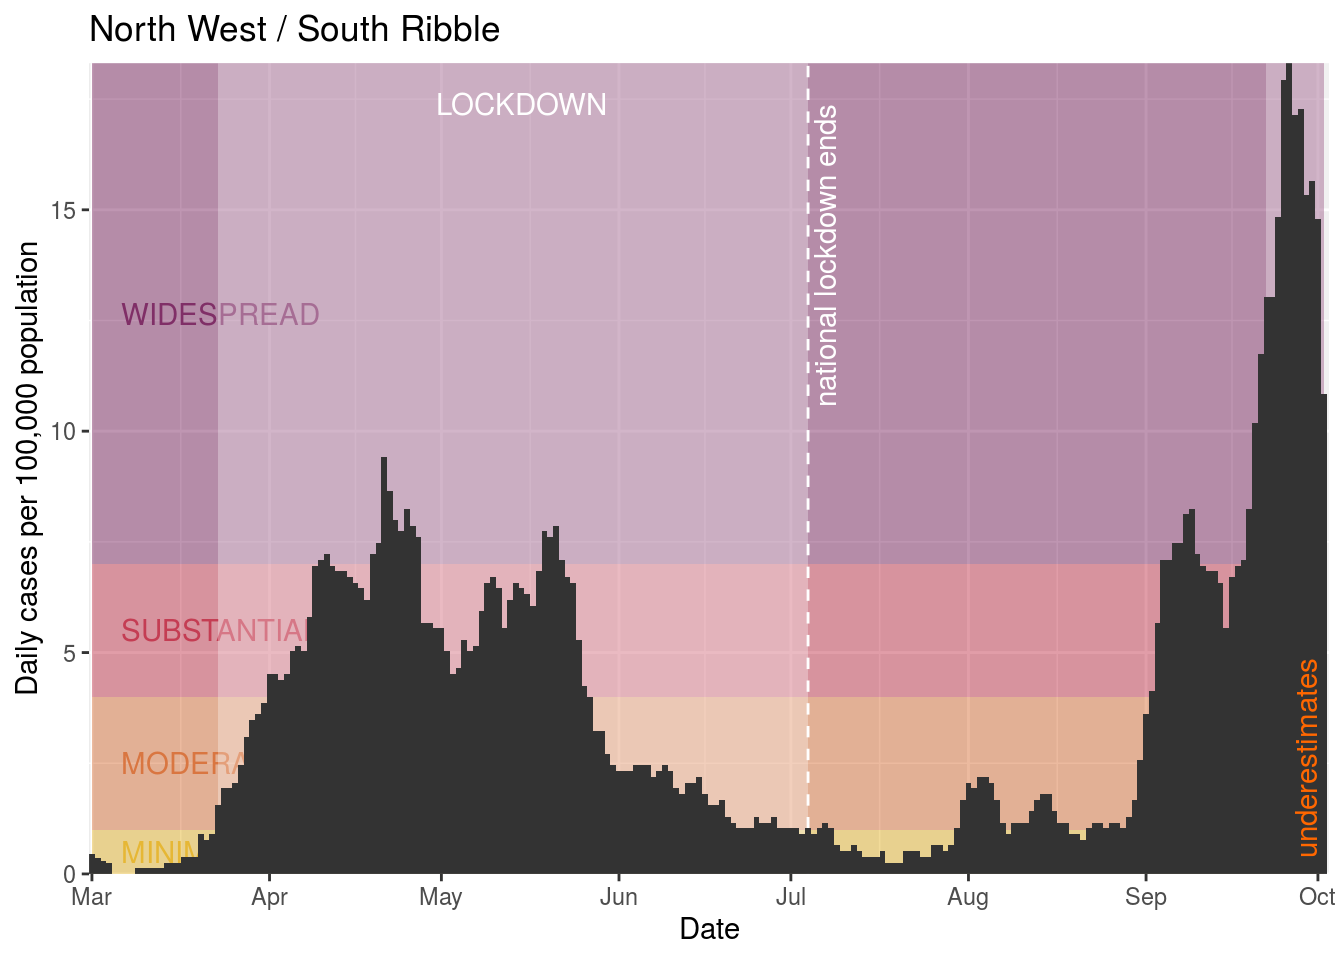 North West / South Ribble
LOCKDOWN
national lockdown ends
WIDESPREAD
SUBSTANTIA
MODERA
MINIM
underestimates
Daily cases per 100,000 population
15
10
5
0
Mar Apr May Jun Jul Aug Sep Oct
Date